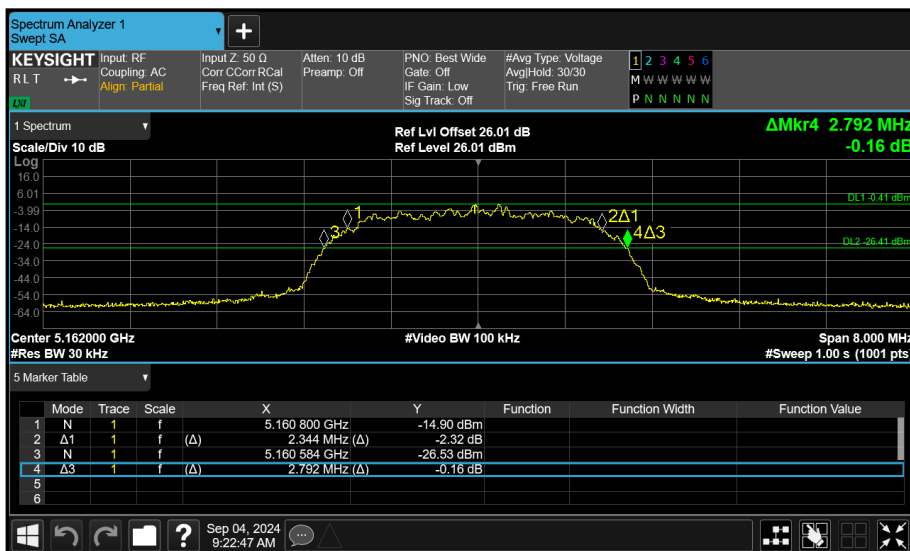 Spectrum Analyzer 1
Swept SA
KEYSIGHT
R L T
LXI
Input: RF
Coupling: AC
Align: Partial
Input Z: 50 Ω
Corr CCorr RCal
Freq Ref: Int (S)
Atten: 10 dB
Preamp: Off
PNO: Best Wide
Gate: Off
IF Gain: Low
Sig Track: Off
#Avg Type: Voltage
Avg|Hold: 30/30
Trig: Free Run
1 2 3 4 5 6
M W W W W W
P N N N N N
1 Spectrum
Scale/Div 10 dB
Ref Lvl Offset 26.01 dB
Ref Level 26.01 dBm
ΔMkr4 2.792 MHz
-0.16 dB
Log
16.0
6.01
-3.99
-14.0
-24.0
-34.0
-44.0
-54.0
-64.0
DL1 -0.41 dBm
1
2Δ1
3
4Δ3
DL2 -26.41 dBm
Center 5.162000 GHz
#Video BW 100 kHz
Span 8.000 MHz
#Res BW 30 kHz
#Sweep 1.00 s (1001 pts)
5 Marker Table
Mode Trace Scale X Y Function Function Width Function Value
1 N 1 f 5.160 800 GHz -14.90 dBm
2 Δ1 1 f (Δ) 2.344 MHz (Δ) -2.32 dB
3 N 1 f 5.160 584 GHz -26.53 dBm
4 Δ3 1 f (Δ) 2.792 MHz (Δ) -0.16 dB
5
6
?
Sep 04, 2024
9:22:47 AM